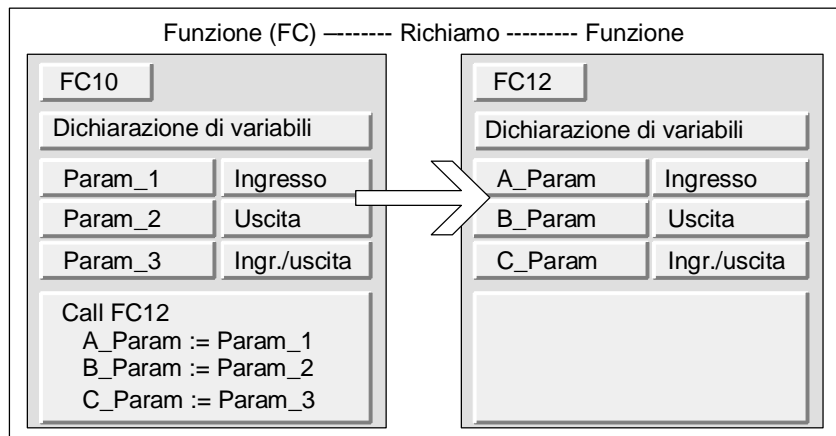 Funzione (FC) –------- Richiamo --------- Funzione
FC10
Dichiarazione di variabili
Param_1 Ingresso
Param_2 Uscita
Param_3 Ingr./uscita
Call FC12
A_Param := Param_1
B_Param := Param_2
C_Param := Param_3
FC12
Dichiarazione di variabili
A_Param Ingresso
B_Param Uscita
C_Param Ingr./uscita